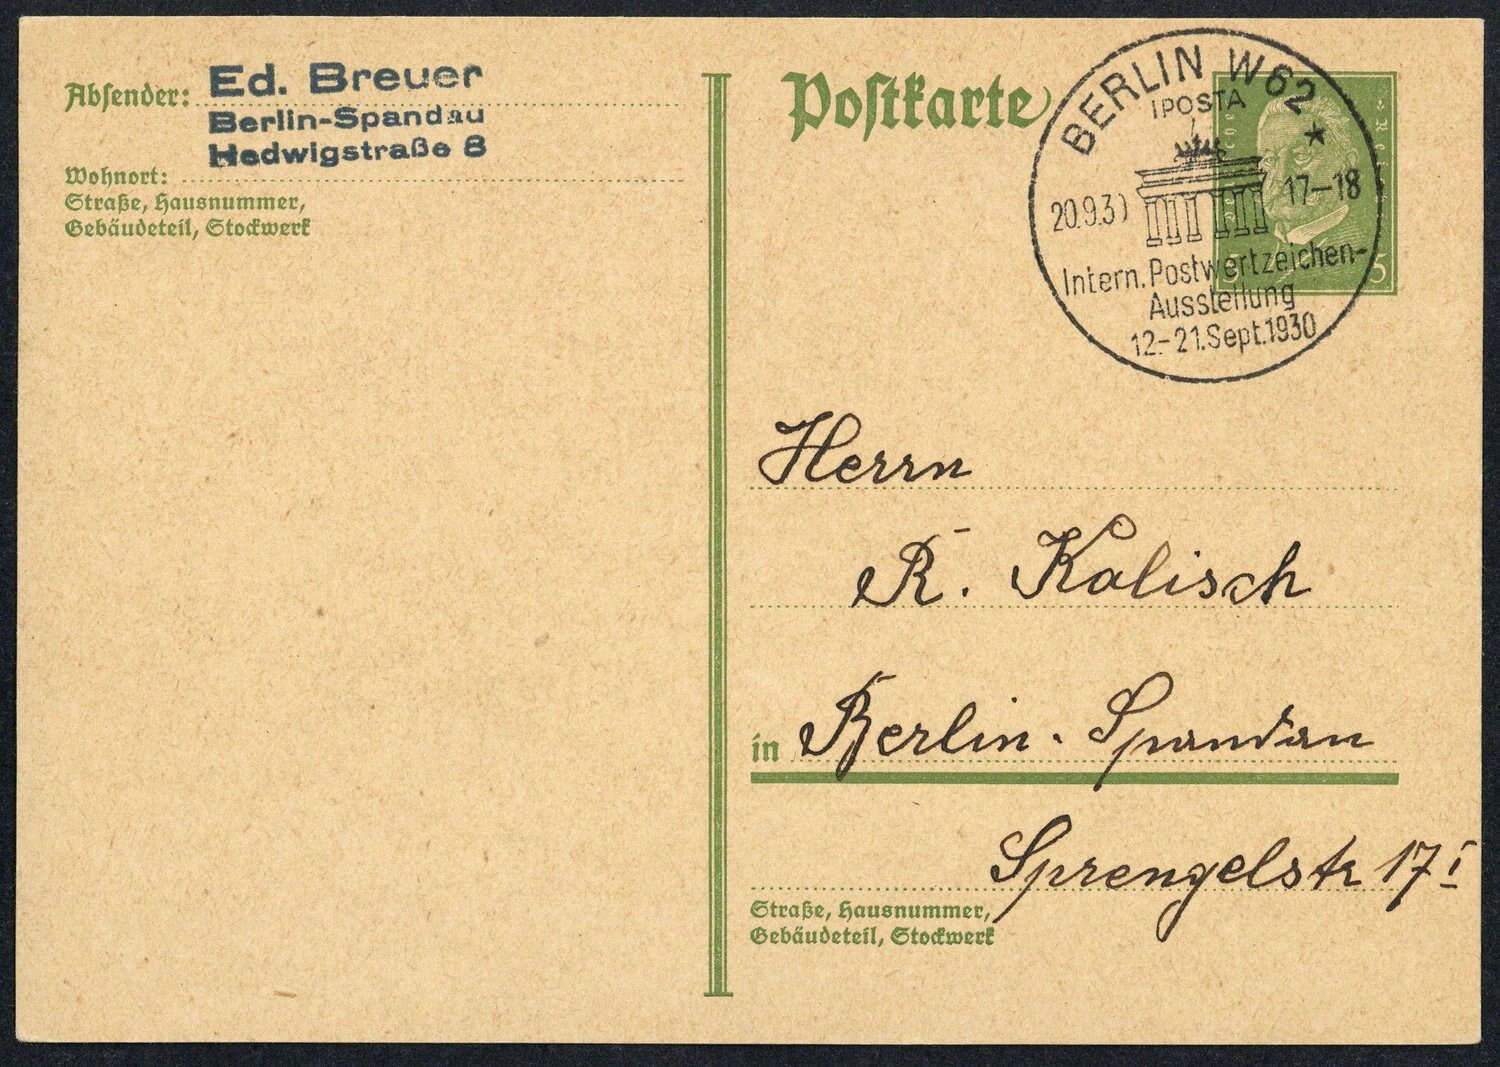 Absender:
Ed. Breuer
Berlin-Spandau
Hedwigstraße 8
Wohnort:
Straße, Hausnummer,
Gebäudeteil, Stockwerk
Postkarte
BERLIN W 62
IPOSTA
20.9.30 17-18
Intern. Postwertzeichen-
Ausstellung
12.-21.Sept.1930
5
Herrn
R. Kalisch
in Berlin-Spandau
Sprengelstr 17 I
Straße, Hausnummer,
Gebäudeteil, Stockwerk